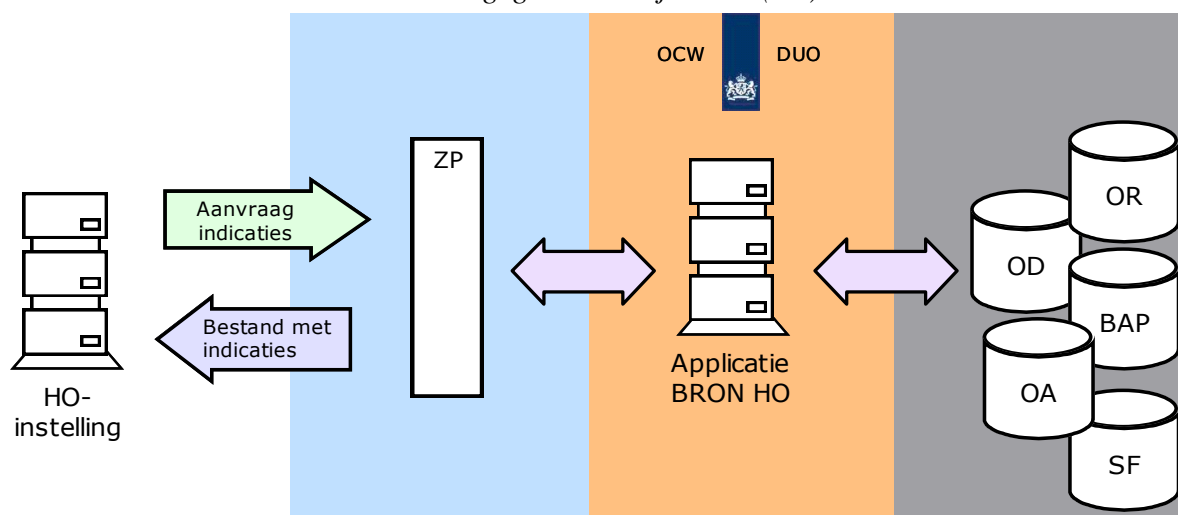 OCW DUO
ZP
OR
Aanvraag
indicaties
OD
BAP
Bestand met
indicaties
Applicatie
BRON HO
HO-
instelling
OA
SF